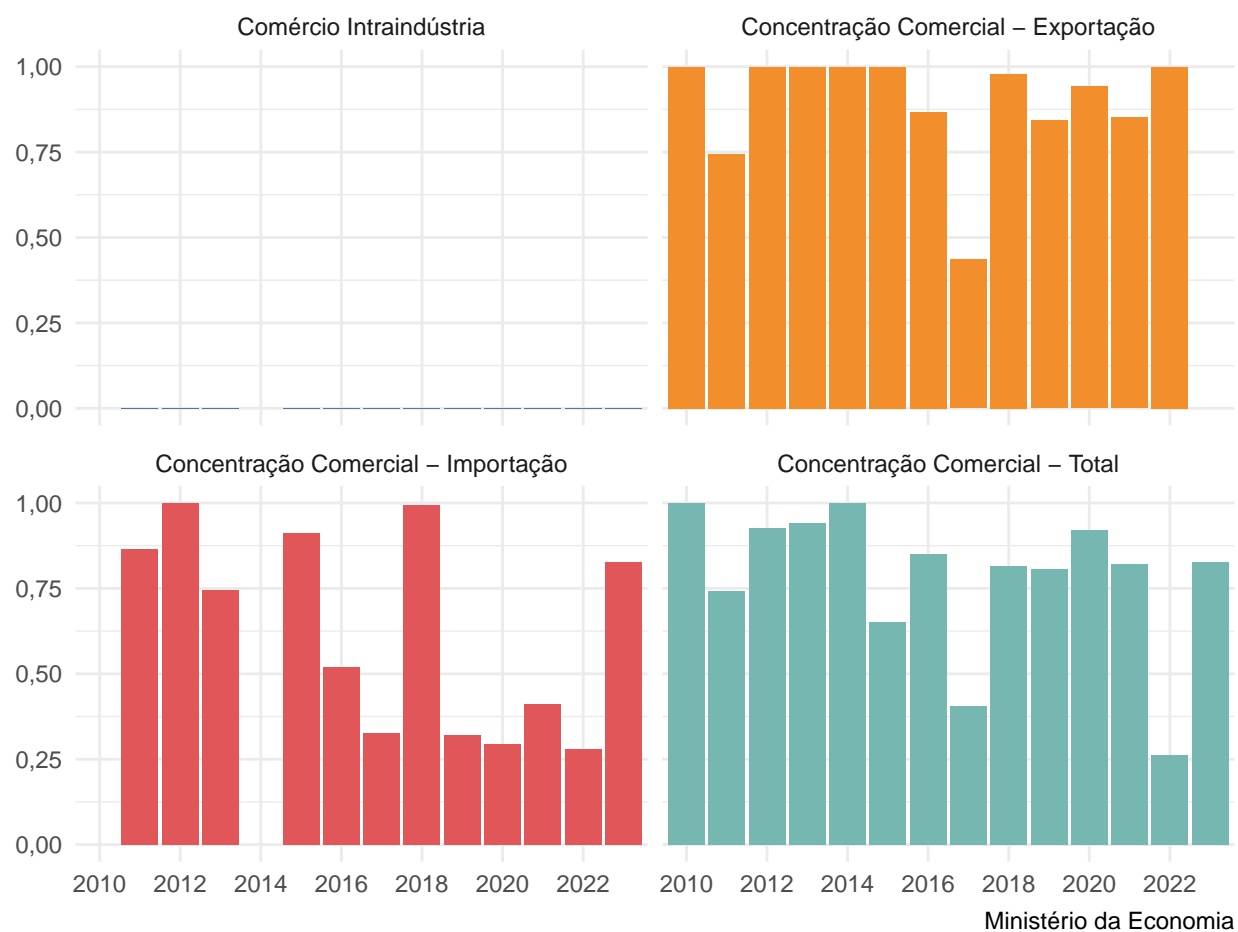 Comércio Intraindústria
Concentração Comercial – Exportação
1,00
0,75
0,50
0,25
0,00
Concentração Comercial – Importação
Concentração Comercial – Total
1,00
0,75
0,50
0,25
0,00
2010 2012 2014 2016 2018 2020 2022
2010 2012 2014 2016 2018 2020 2022
Ministério da Economia